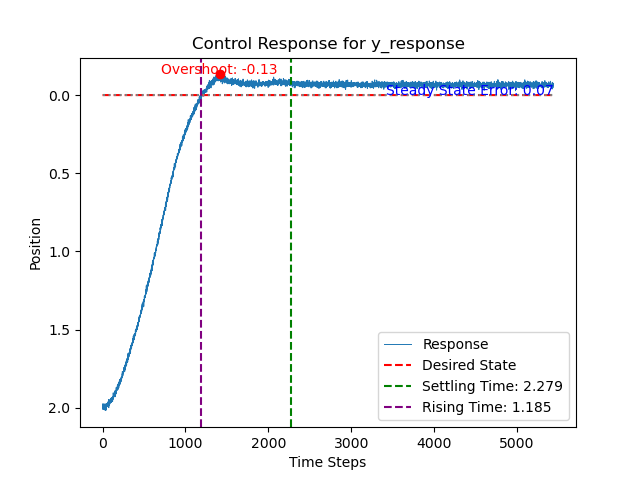 Control Response for y_response
Overshoot: -0.13
Steady State Error: 0.07
0.0
0.5
1.0
1.5
2.0
Position
Response
Desired State
Settling Time: 2.279
Rising Time: 1.185
0 1000 2000 3000 4000 5000
Time Steps